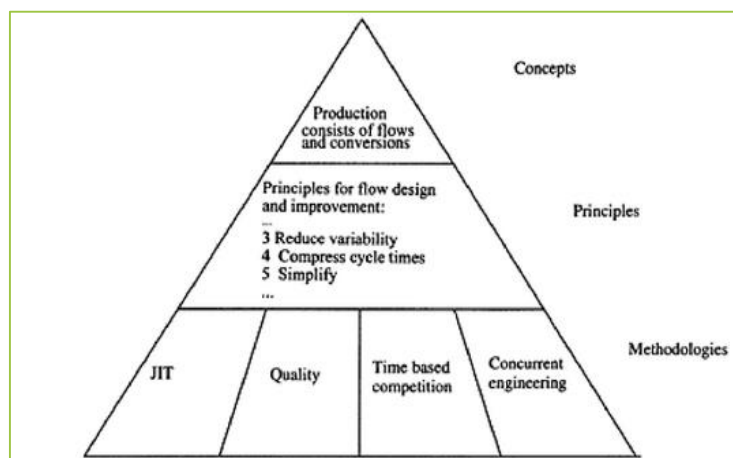 Concepts
Production
consists of flows
and conversions
Principles for flow design
and improvement:
...
3 Reduce variability
4 Compress cycle times
5 Simplify
...
Principles
Methodologies
JIT
Quality
Time based
competition
Concurrent
engineering